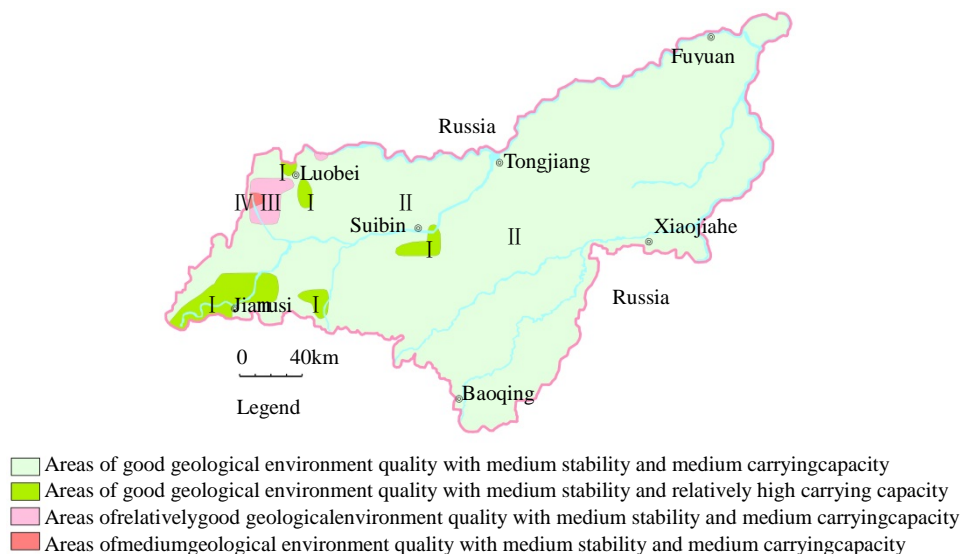 Fuyuan
Russia
Tongjiang
I
Luobei
IV III
I
II
Suibin
Xiaojiahe
II
I
Russia
I
Jiamusi
I
0 40km
Baoqing
Legend
Areas of good geological environment quality with medium stability and medium carryingcapacity
Areas of good geological environment quality with medium stability and relatively high carrying capacity
Areas ofrelativelygood geologicalenvironment quality with medium stability and medium carryingcapacity
Areas ofmediumgeological environment quality with medium stability and medium carryingcapacity